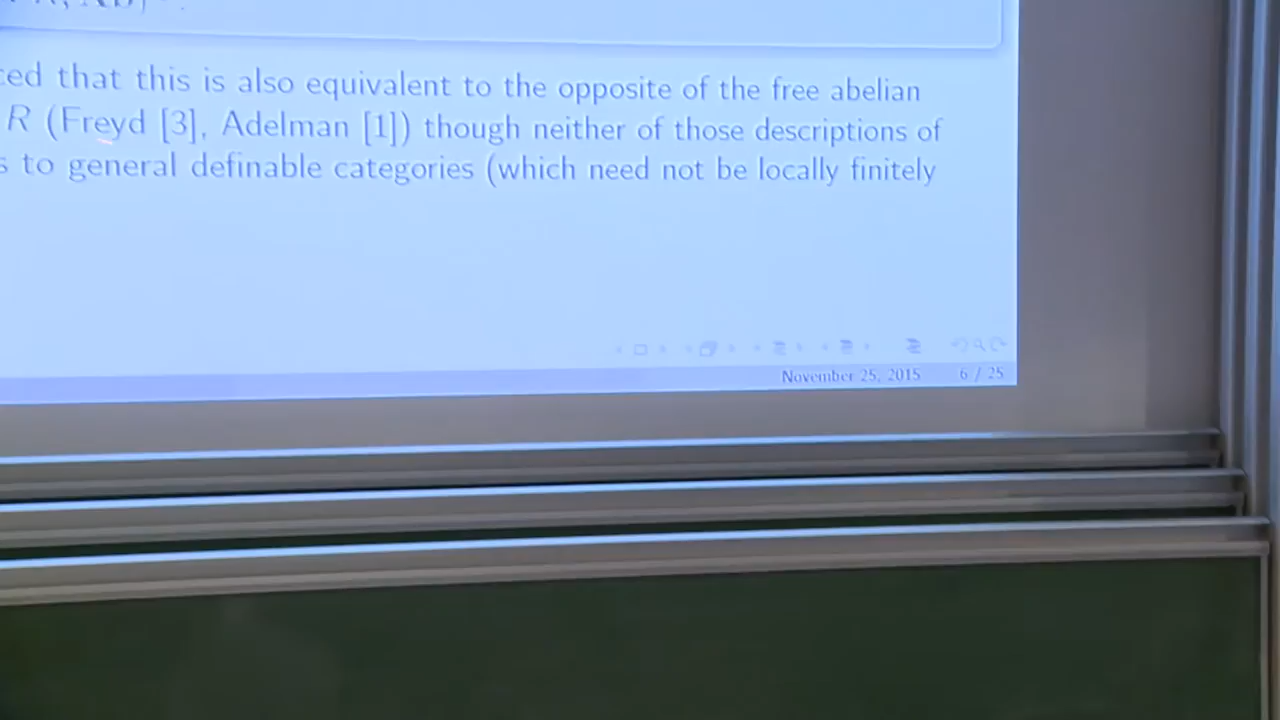 ced that this is also equivalent to the opposite of the free abelian
R (Freyd [3], Adelman [1]) though neither of those descriptions of
s to general definable categories (which need not be locally finitely
November 25, 2015 6 / 25